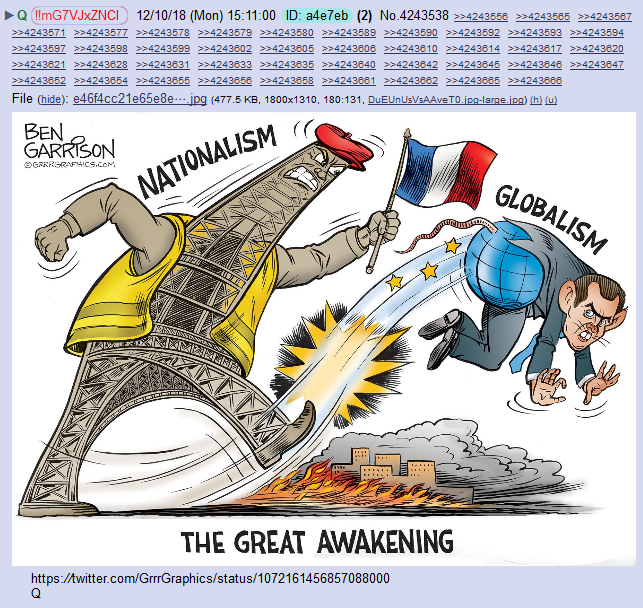 ▶ Q !!mG7VJxZNCI 12/10/18 (Mon) 15:11:00 ID: a4e7eb (2) No.4243538 >>4243556 >>4243565 >>4243567
>>4243571 >>4243577 >>4243578 >>4243579 >>4243580 >>4243589 >>4243590 >>4243592 >>4243593 >>4243594
>>4243597 >>4243598 >>4243599 >>4243602 >>4243605 >>4243606 >>4243610 >>4243614 >>4243617 >>4243620
>>4243621 >>4243628 >>4243631 >>4243633 >>4243635 >>4243640 >>4243642 >>4243645 >>4243646 >>4243647
>>4243652 >>4243654 >>4243655 >>4243656 >>4243658 >>4243661 >>4243662 >>4243665 >>4243666
File (hide): e46f4cc21e65e8e⋯.jpg (477.5 KB, 1800x1310, 180:131, DuEUnUsVsAAveT0.jpg-large.jpg) (h) (u)
BEN
GARRISON
©GRRRGRAPHICS.COM
NATIONALISM
GLOBALISM
THE GREAT AWAKENING
https://twitter.com/GrrrGraphics/status/1072161456857088000
Q